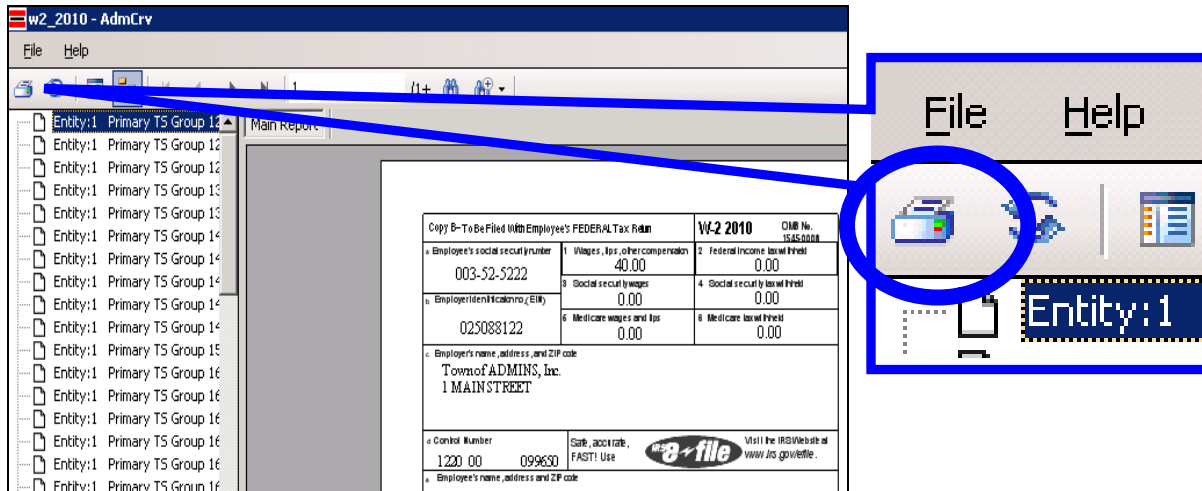 w2_2010 - AdmCrv
File Help
1 /1+
Entity:1 Primary TS Group 12
Entity:1 Primary TS Group 12
Entity:1 Primary TS Group 12
Entity:1 Primary TS Group 13
Entity:1 Primary TS Group 13
Entity:1 Primary TS Group 14
Entity:1 Primary TS Group 14
Entity:1 Primary TS Group 14
Entity:1 Primary TS Group 14
Entity:1 Primary TS Group 14
Entity:1 Primary TS Group 15
Entity:1 Primary TS Group 16
Entity:1 Primary TS Group 16
Entity:1 Primary TS Group 16
Entity:1 Primary TS Group 16
Entity:1 Primary TS Group 16
Entity:1 Primary TS Group 16
Main Report
Copy B-To Be Filed With Employee's FEDERAL Tax Return
W-2 2010
OMB No.
1545-0008
a Employee's social security number
003-52-5222
1 Wages, tips, other compensation
40.00
2 Federal income tax withheld
0.00
3 Social security wages
0.00
4 Social security tax withheld
0.00
b Employer identification no. (EIN)
025088122
5 Medicare wages and tips
0.00
6 Medicare tax withheld
0.00
c Employer's name, address, and ZIP code
Town of ADMINS, Inc.
1 MAIN STREET
d Control Number
1220 00 099650
Safe, accurate,
FAST! Use
IRS e-file
Visit the IRS Website at
www.irs.gov/efile.
e Employee's name, address and ZIP code
File Help
Entity:1